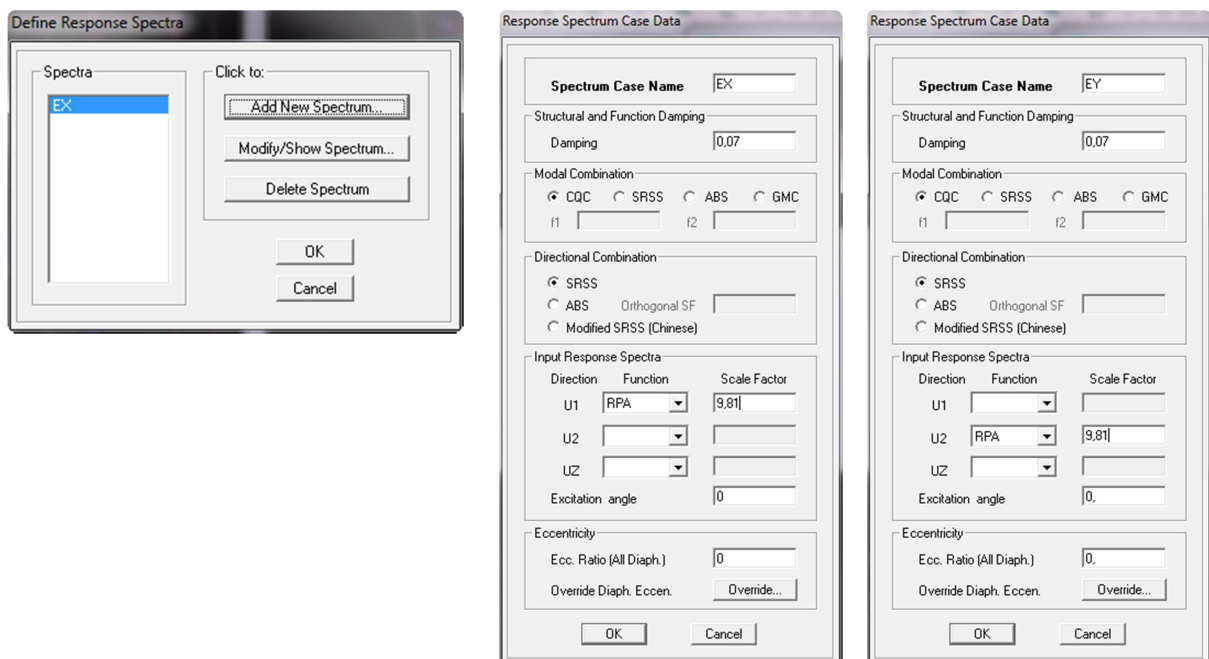 Define Response Spectra
Spectra
EX
Click to:
Add New Spectrum...
Modify/Show Spectrum...
Delete Spectrum
OK
Cancel
Response Spectrum Case Data
Spectrum Case Name EX
Structural and Function Damping
Damping 0,07
Modal Combination
CQC SRSS ABS GMC
f1 f2
Directional Combination
SRSS
ABS Orthogonal SF
Modified SRSS (Chinese)
Input Response Spectra
Direction Function Scale Factor
U1 RPA 9,81
U2
UZ
Excitation angle 0
Eccentricity
Ecc. Ratio (All Diaph.) 0
Override Diaph. Eccen. Override...
OK Cancel
Response Spectrum Case Data
Spectrum Case Name EY
Structural and Function Damping
Damping 0,07
Modal Combination
CQC SRSS ABS GMC
f1 f2
Directional Combination
SRSS
ABS Orthogonal SF
Modified SRSS (Chinese)
Input Response Spectra
Direction Function Scale Factor
U1
U2 RPA 9,81
UZ
Excitation angle 0,
Eccentricity
Ecc. Ratio (All Diaph.) 0,
Override Diaph. Eccen. Override...
OK Cancel